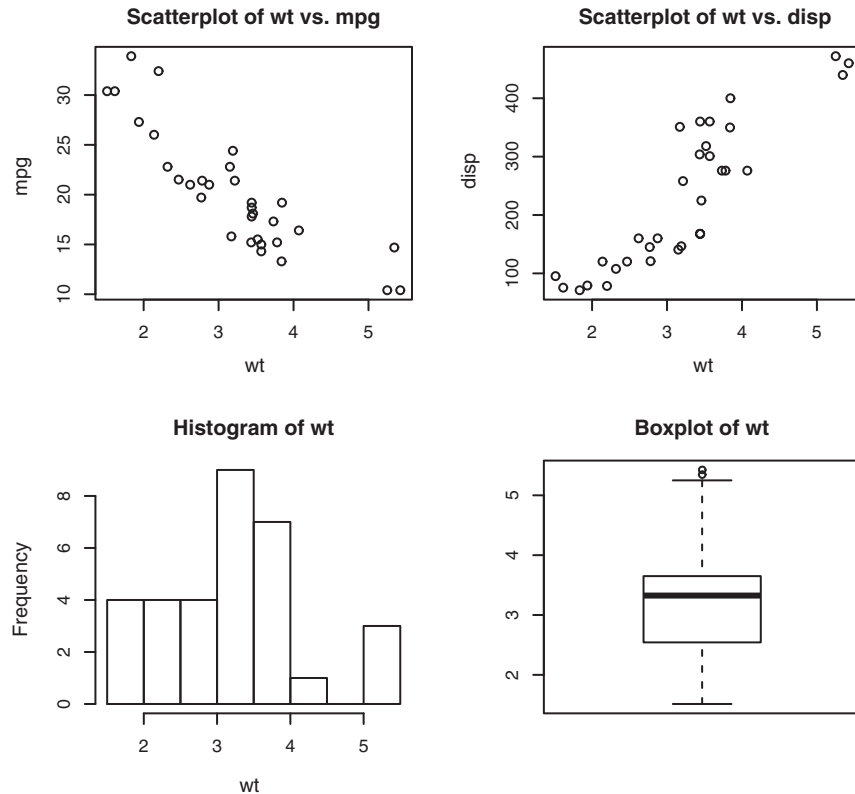 Scatterplot of wt vs. mpg
mpg
10 15 20 25 30
2 3 4 5
wt
Scatterplot of wt vs. disp
disp
100 200 300 400
2 3 4 5
wt
Histogram of wt
Frequency
0 2 4 6 8
2 3 4 5
wt
Boxplot of wt
2 3 4 5